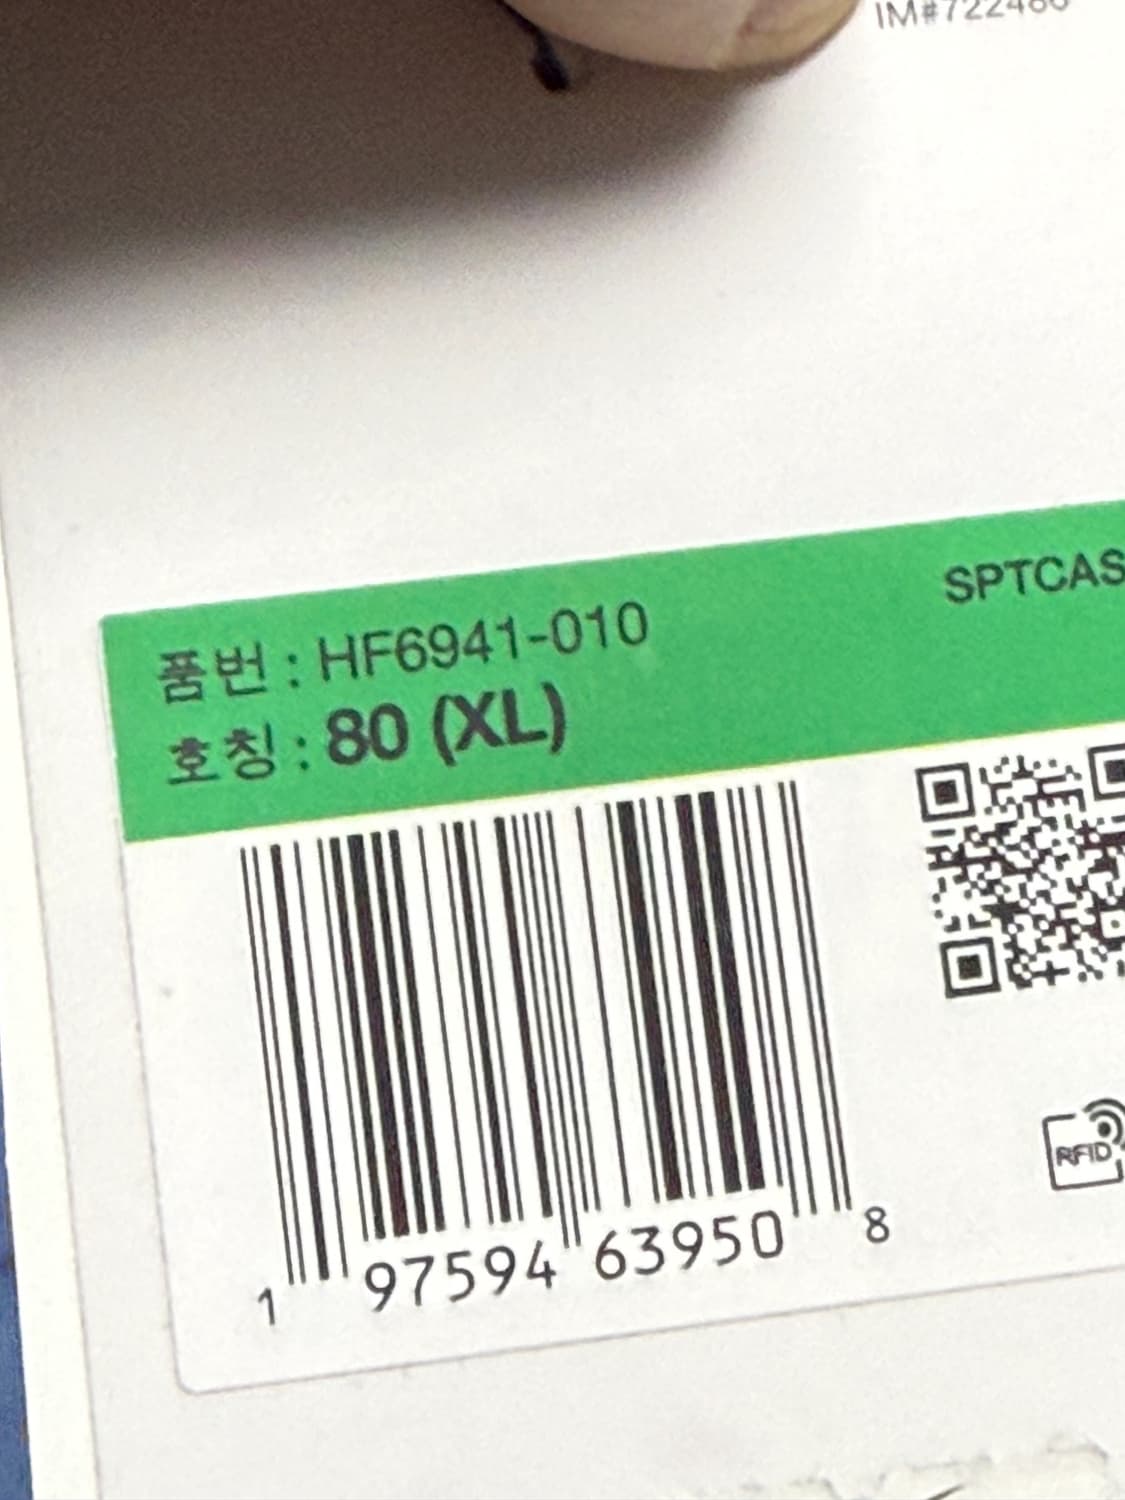 품번 : HF6941-010
SPTCAS
호칭 : 80 (XL)
RFID
1 97594 63950 8